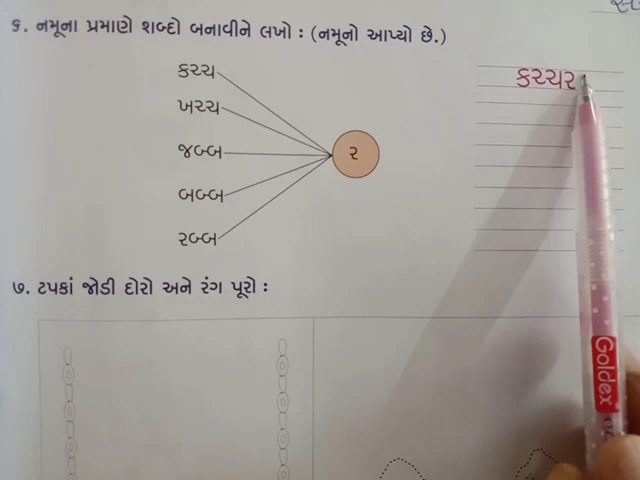 ૬. નમૂના પ્રમાણે શબ્દો બનાવીને લખો : (નમૂનો આપ્યો છે.)
કચ્ચ
ખચ્ચ
જબ્બ
બબ્બ
રબ્બ
૨
કચ્ચર
૭. ટપકાં જોડી દોરો અને રંગ પૂરો :
Goldex